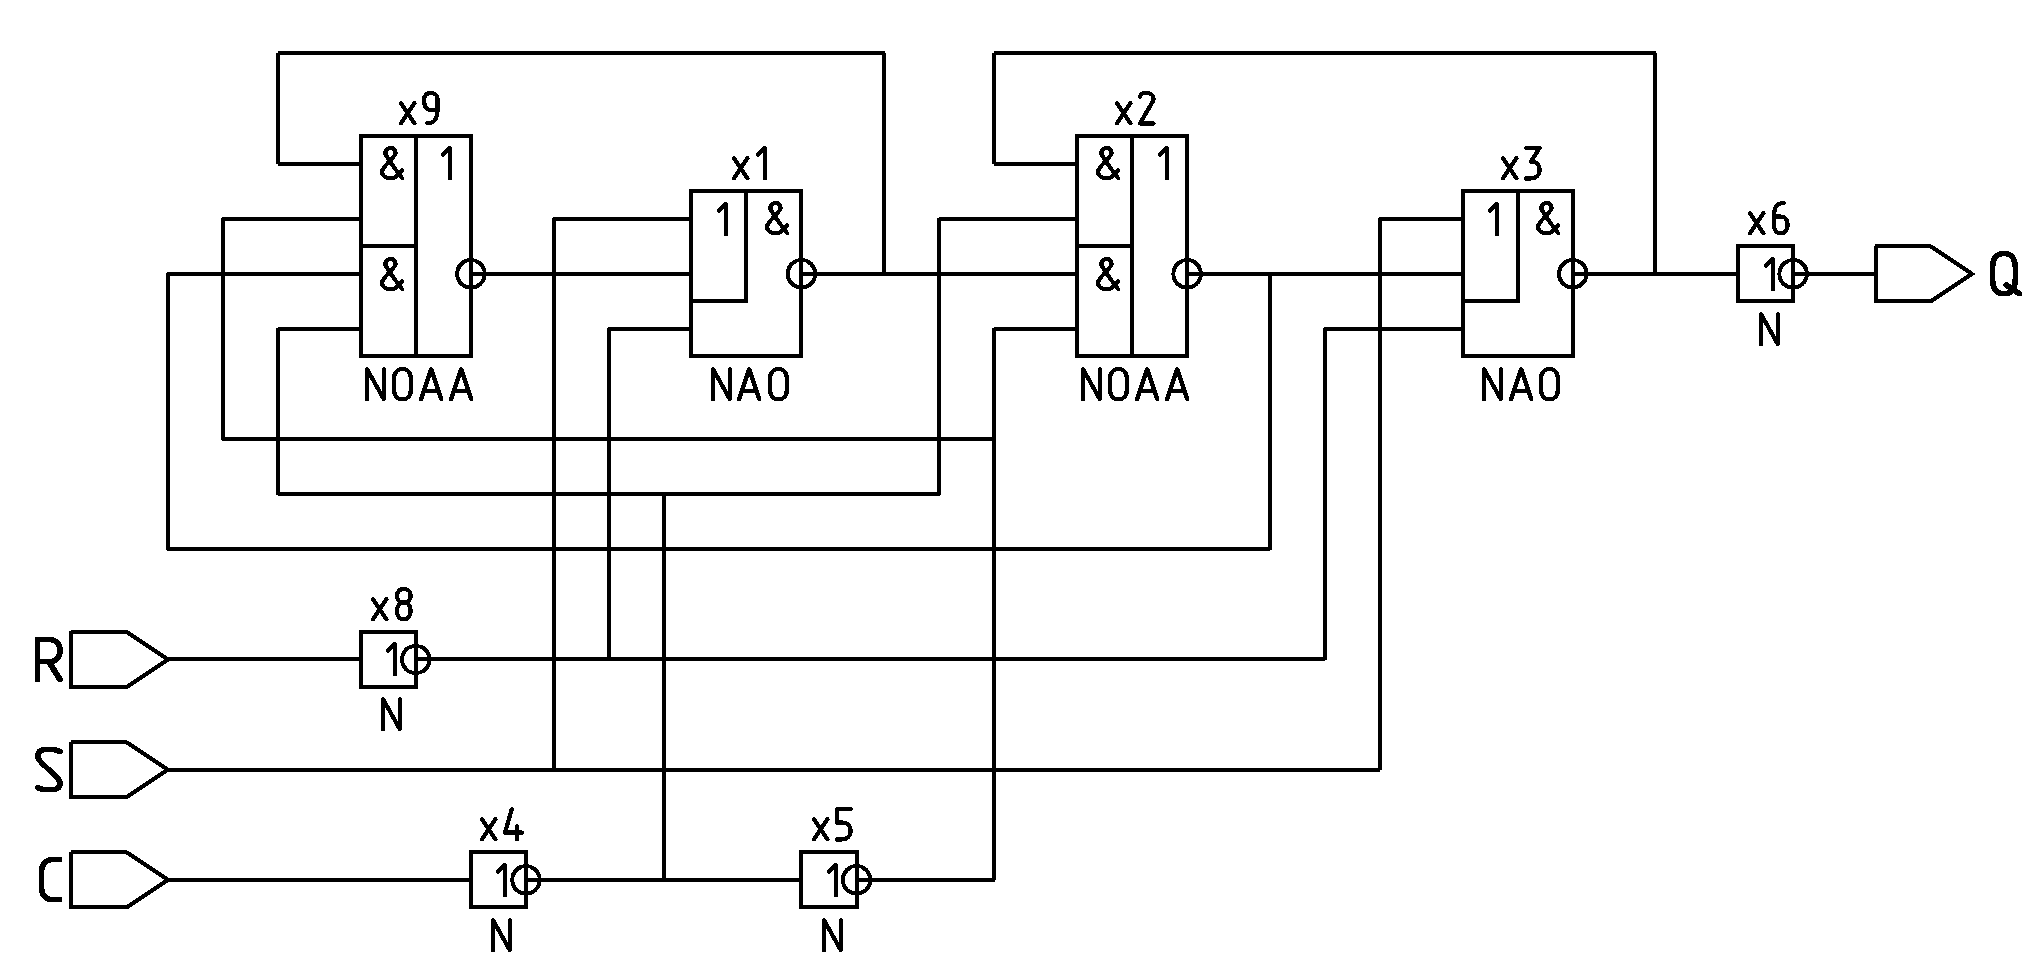 x9
& 1
&
NOAA
x1
1 &
NAO
x2
& 1
&
NOAA
x3
1 &
NAO
x6
1
N
Q
R
x8
1
N
S
C
x4
1
N
x5
1
N